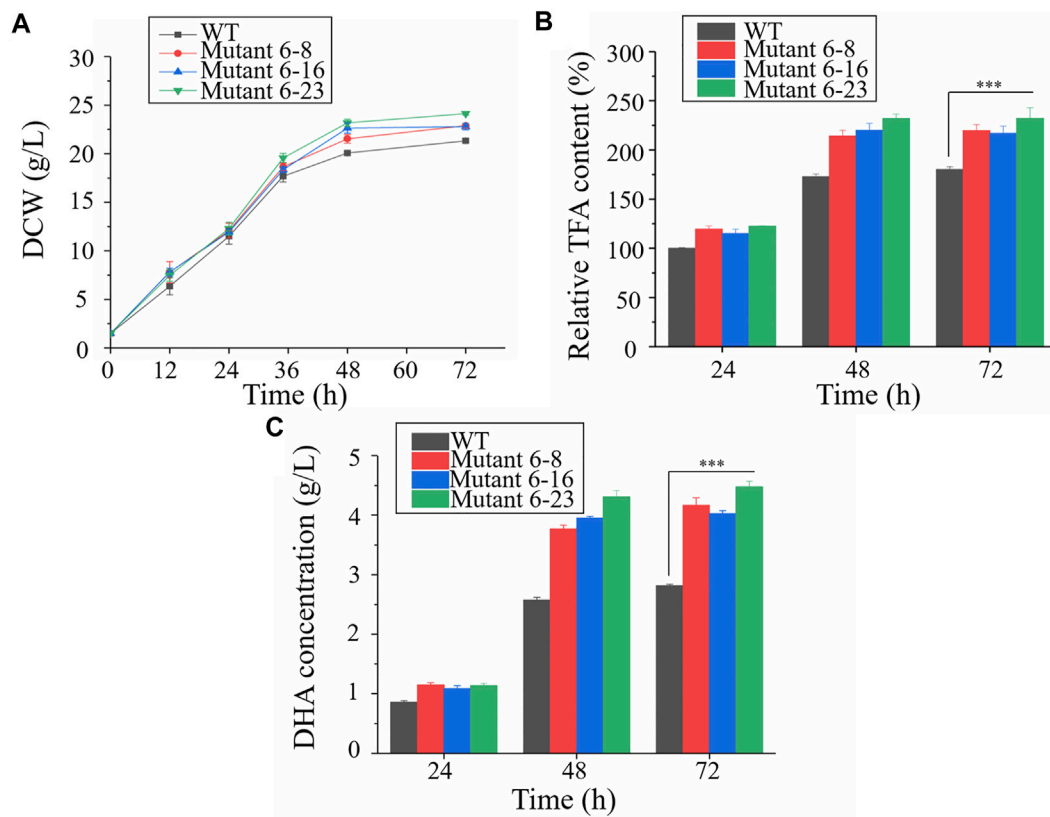 A
WT
Mutant 6-8
Mutant 6-16
Mutant 6-23
30
25
20
15
10
5
0
DCW (g/L)
0 12 24 36 48 60 72
Time (h)
B
WT
Mutant 6-8
Mutant 6-16
Mutant 6-23
300
250
200
150
100
50
0
Relative TFA content (%)
***
24 48 72
Time (h)
C
WT
Mutant 6-8
Mutant 6-16
Mutant 6-23
5
4
3
2
1
0
DHA concentration (g/L)
***
24 48 72
Time (h)